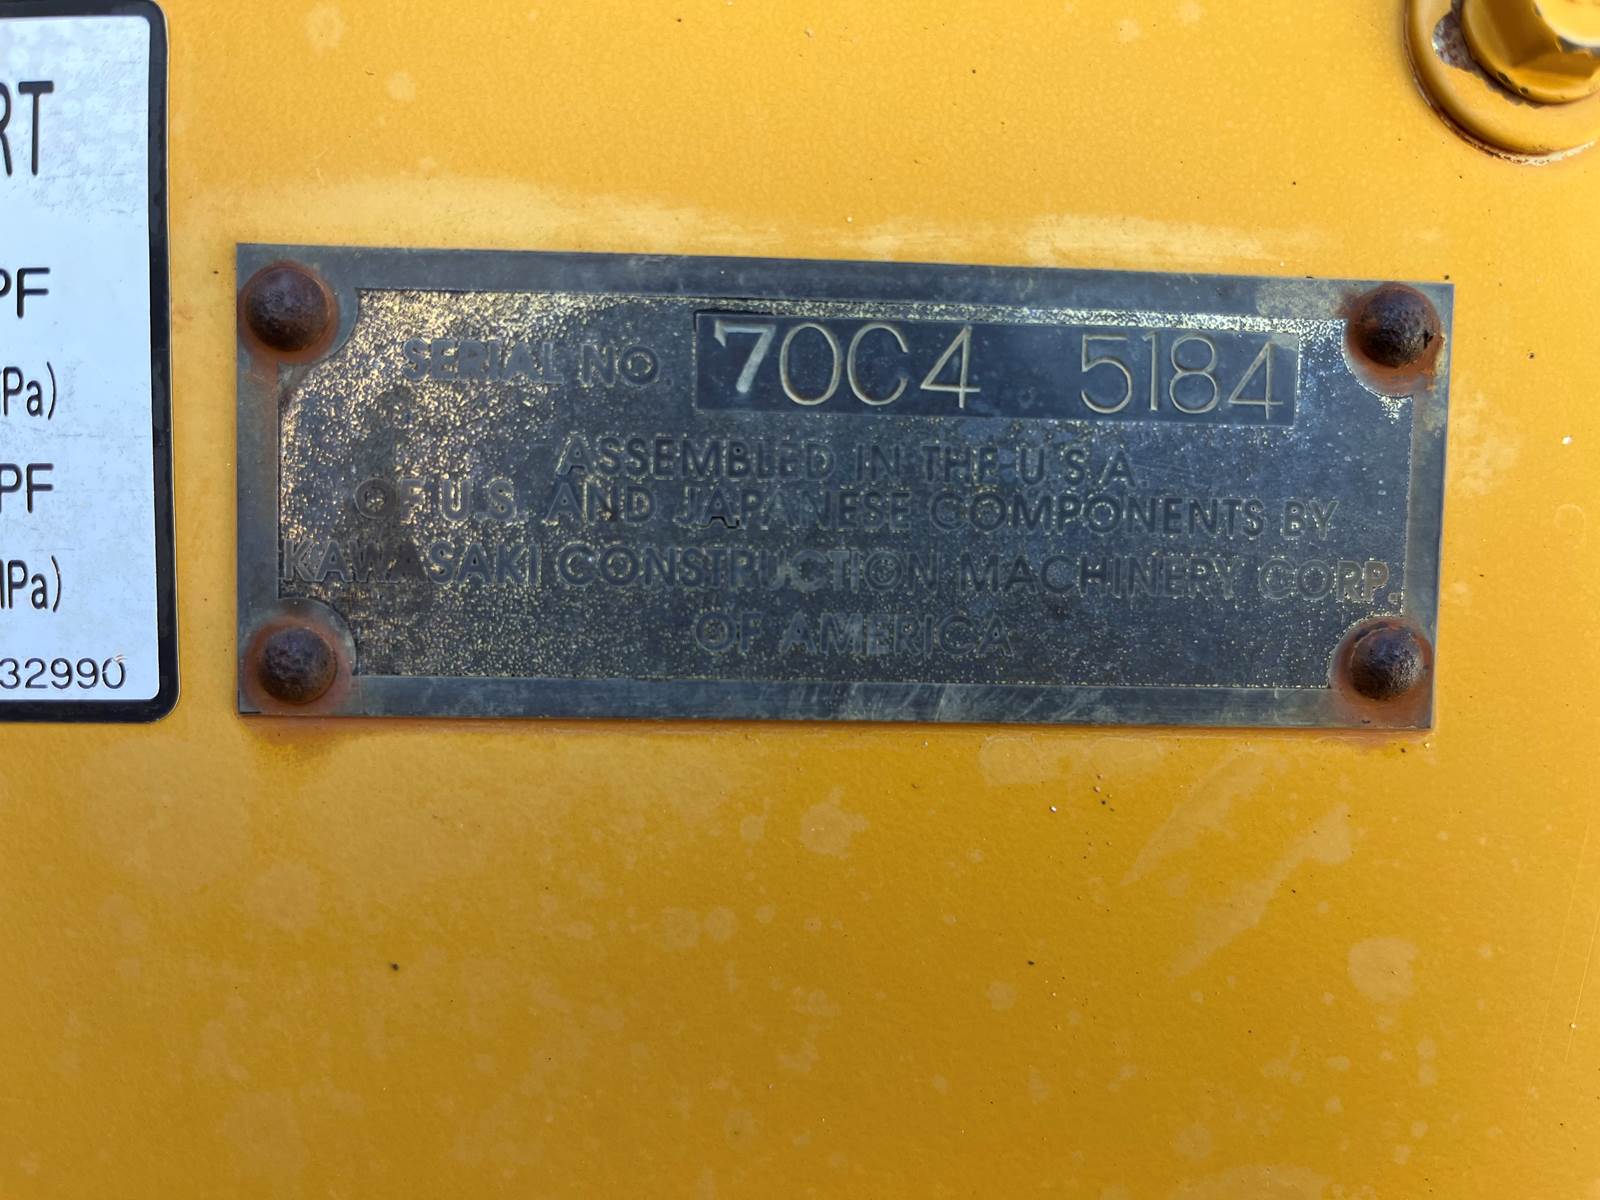 RT
PF
Pa)
PF
MPa)
32990
SERIAL NO. 70C4 5184
ASSEMBLED IN THE U.S.A.
OF U.S. AND JAPANESE COMPONENTS BY
KAWASAKI CONSTRUCTION MACHINERY CORP.
OF AMERICA